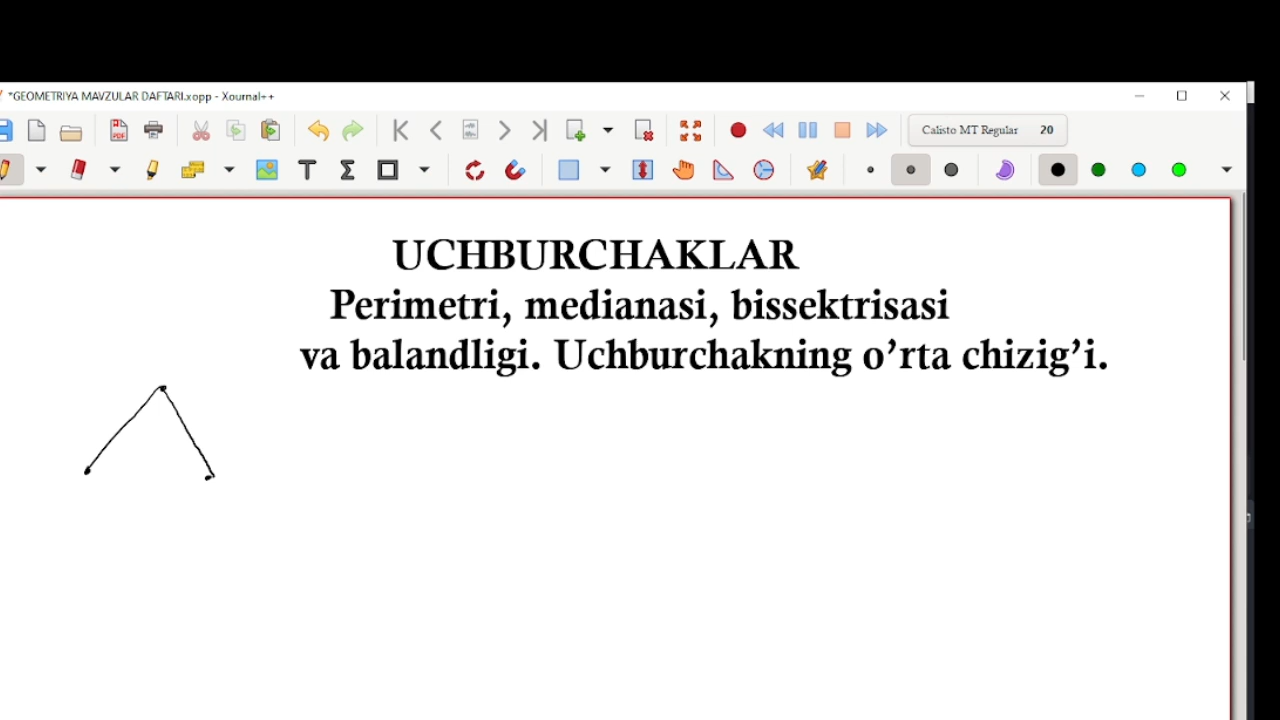 *GEOMETRIYA MAVZULAR DAFTARI.xopp - Xournal++
Calisto MT Regular 20
UCHBURCHAKLAR
Perimetri, medianasi, bissektrisasi
va balandligi. Uchburchakning o’rta chizig’i.